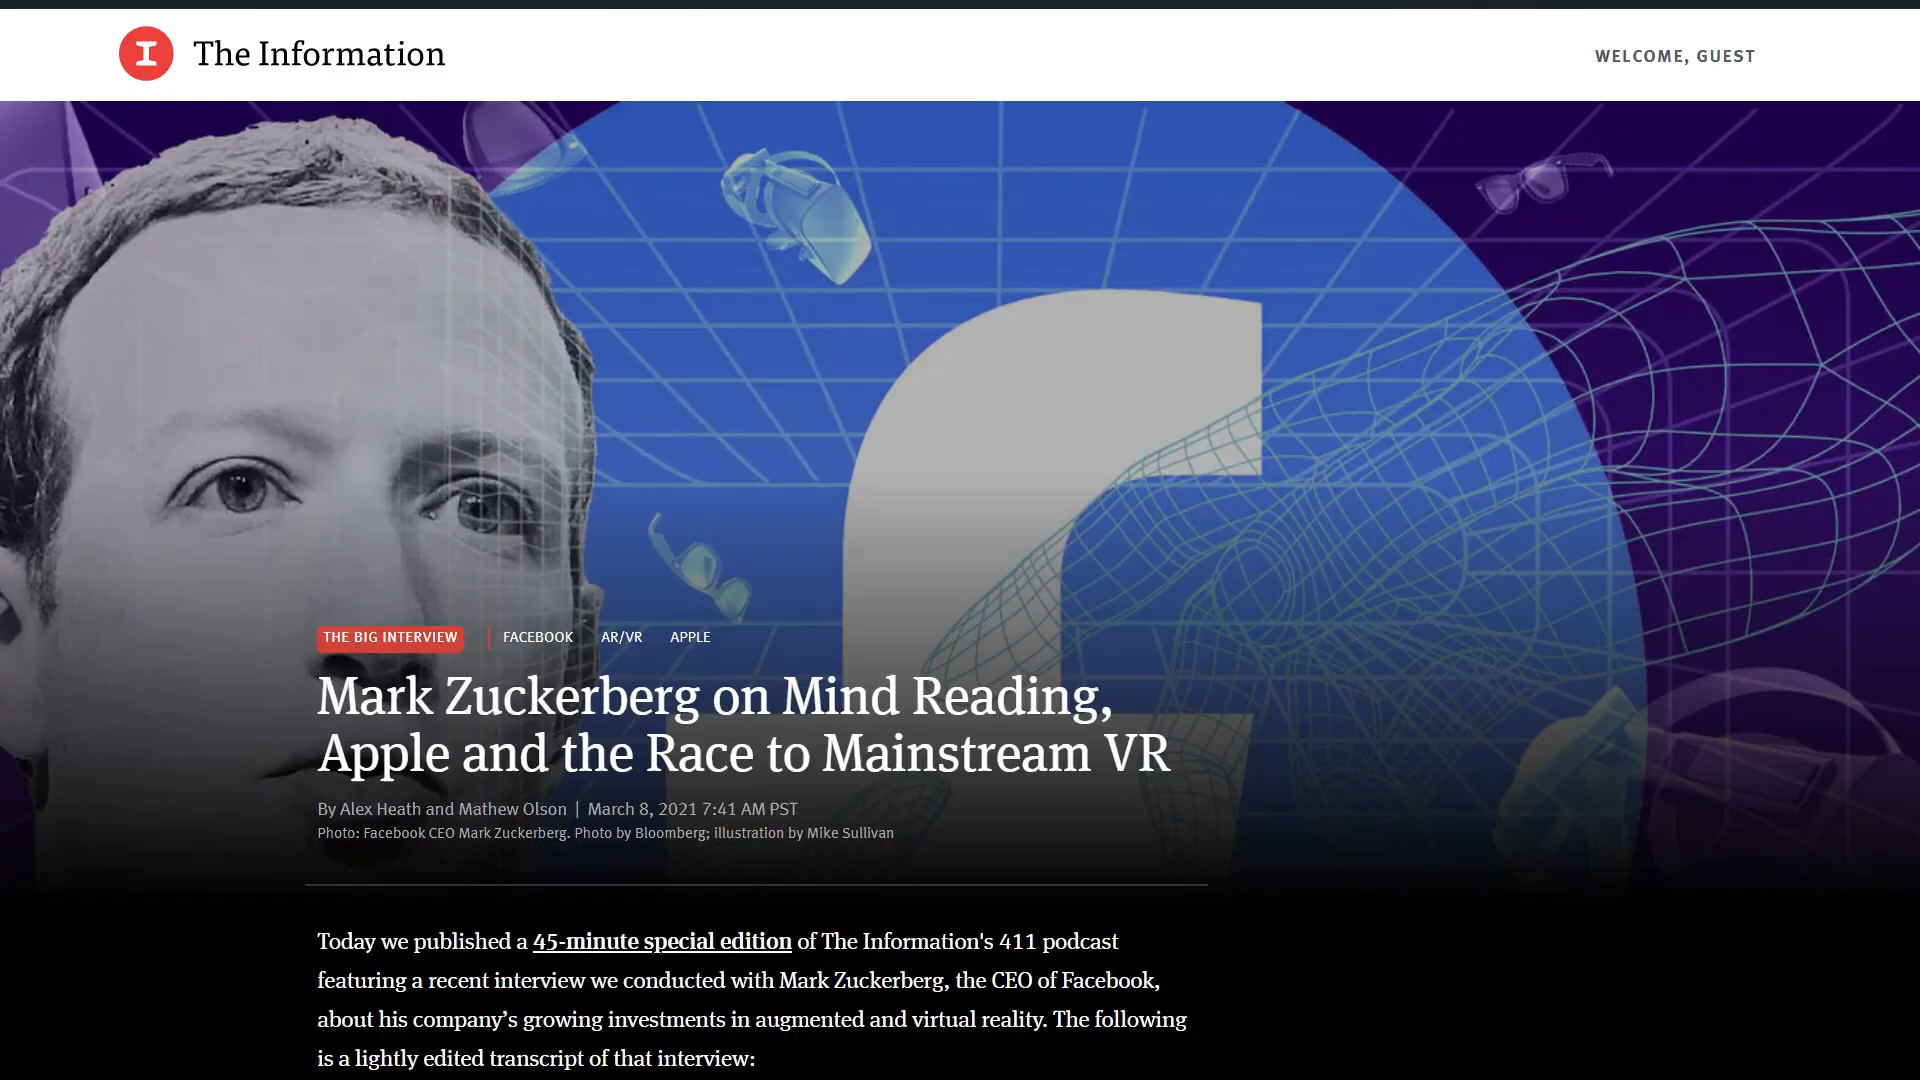 I The Information
WELCOME, GUEST
THE BIG INTERVIEW | FACEBOOK AR/VR APPLE
Mark Zuckerberg on Mind Reading,
Apple and the Race to Mainstream VR
By Alex Heath and Mathew Olson | March 8, 2021 7:41 AM PST
Photo: Facebook CEO Mark Zuckerberg. Photo by Bloomberg; illustration by Mike Sullivan
Today we published a 45-minute special edition of The Information's 411 podcast
featuring a recent interview we conducted with Mark Zuckerberg, the CEO of Facebook,
about his company’s growing investments in augmented and virtual reality. The following
is a lightly edited transcript of that interview: